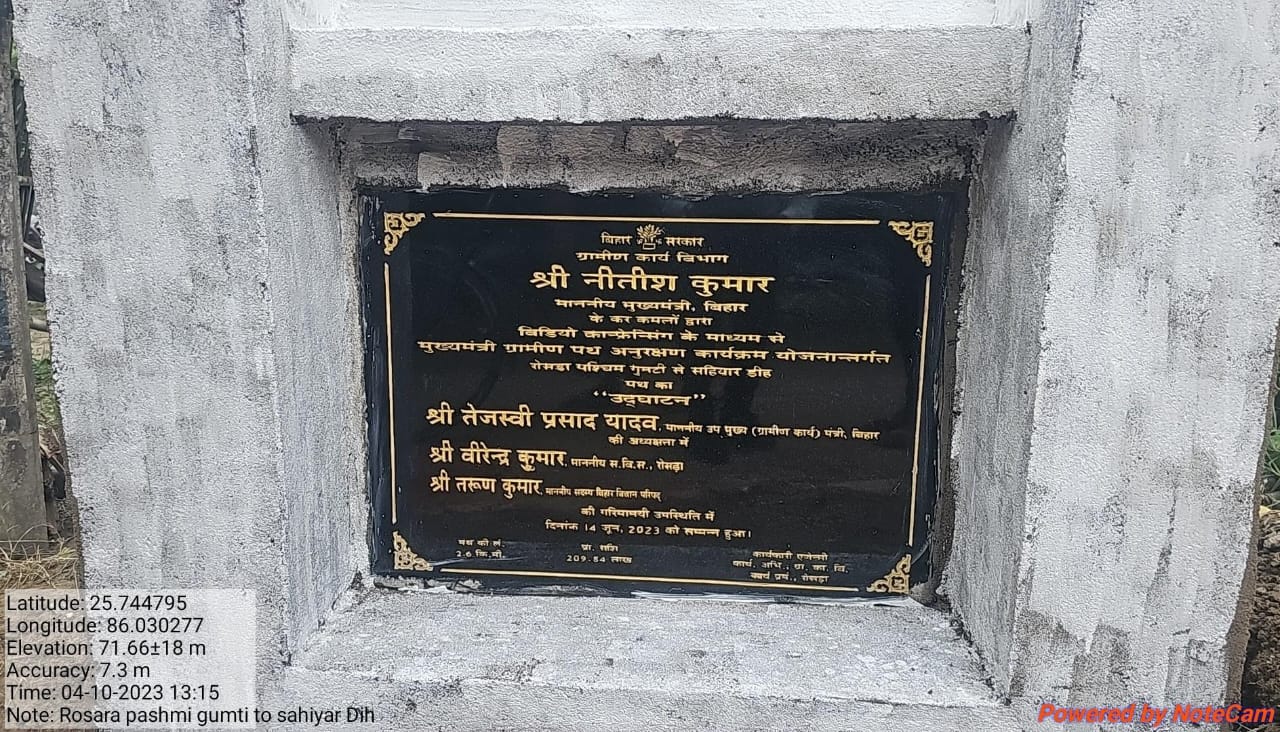 बिहार सरकार
ग्रामीण कार्य विभाग
श्री नीतीश कुमार
माननीय मुख्यमंत्री, बिहार
के कर कमलों द्वारा
विडियो कान्फ्रेन्सिंग के माध्यम से
मुख्यमंत्री ग्रामीण पथ अनुरक्षण कार्यक्रम योजनान्तर्गत
रोसड़ा पश्चिम गुमटी से सहियार डीह
पथ का
“उद्घाटन”
श्री तेजस्वी प्रसाद यादव, माननीय उप मुख्य (ग्रामीण कार्य) मंत्री, बिहार
की अध्यक्षता में
श्री वीरेन्द्र कुमार, माननीय स.वि.स., रोसड़ा
श्री तरूण कुमार, माननीय सदस्य बिहार विधान परिषद्
की गरिमामयी उपस्थिति में
दिनांक 14 जून, 2023 को सम्पन्न हुआ।
पथ की लं.
2.6 कि.मी.
प्रा. राशि
209.54 लाख
कार्यकारी एजेन्सी
कार्य. अभि., ग्रा. का. वि.
कार्य प्रमं., रोसड़ा
Latitude: 25.744795
Longitude: 86.030277
Elevation: 71.66±18 m
Accuracy: 7.3 m
Time: 04-10-2023 13:15
Note: Rosara pashmi gumti to sahiyar Dih
Powered by NoteCam